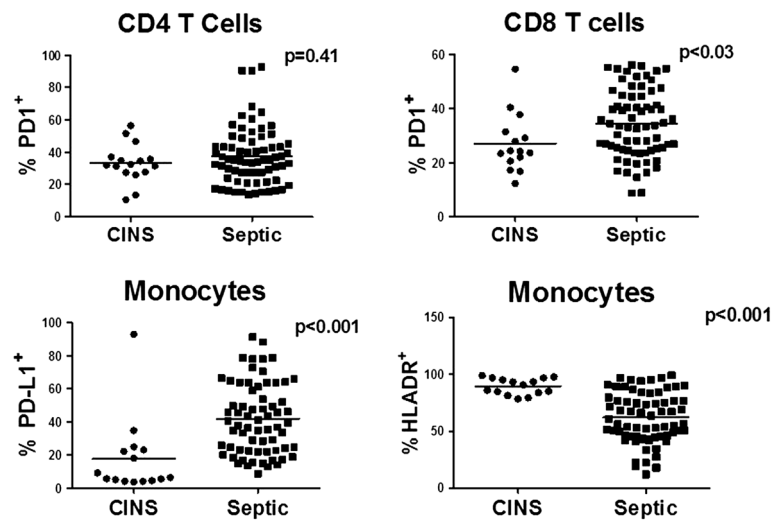 CD4 T Cells
p=0.41
% PD1+
100
80
60
40
20
0
CINS Septic
CD8 T cells
p<0.03
% PD1+
60
40
20
0
CINS Septic
Monocytes
p<0.001
% PD-L1+
100
80
60
40
20
0
CINS Septic
Monocytes
p<0.001
% HLADR+
150
100
50
0
CINS Septic